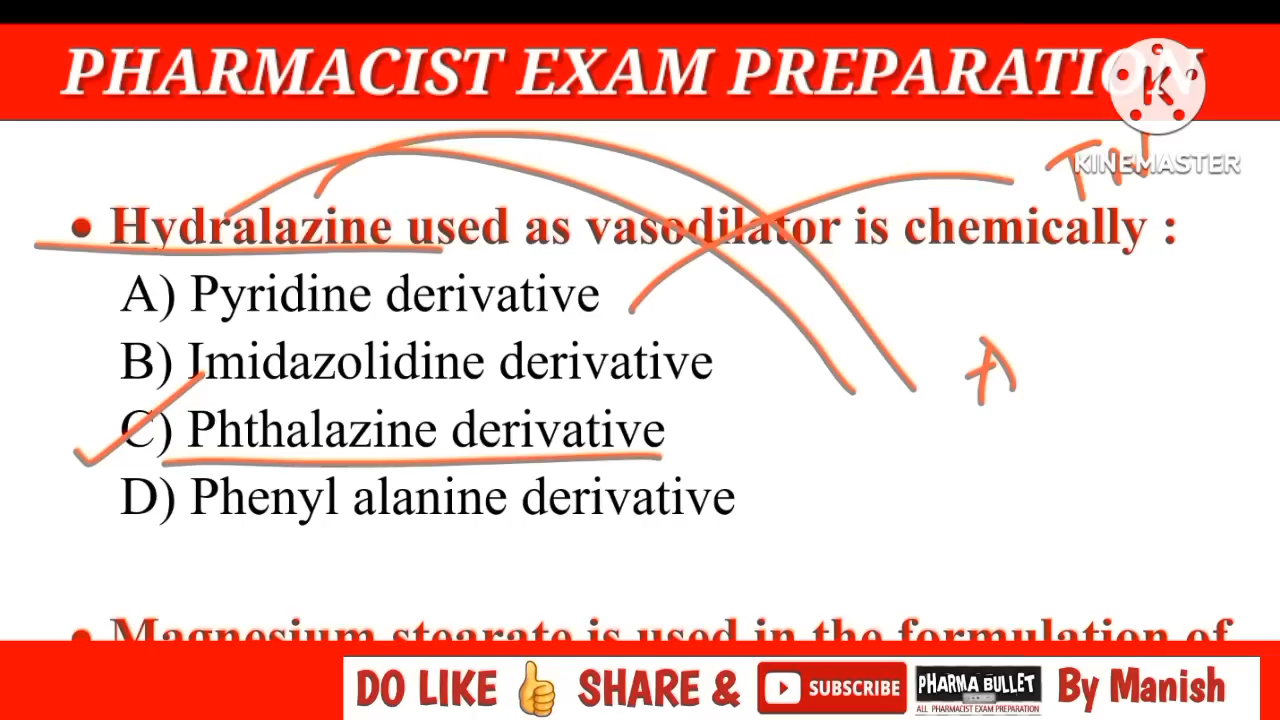 PHARMACIST EXAM PREPARATION
K
KINEMASTER
• Hydralazine used as vasodilator is chemically :
A) Pyridine derivative
B) Imidazolidine derivative
A
C) Phthalazine derivative
D) Phenyl alanine derivative
• Magnesium stearate is used in the formulation of
DO LIKE SHARE & SUBSCRIBE PHARMA BULLET By Manish
ALL PHARMACIST EXAM PREPARATION